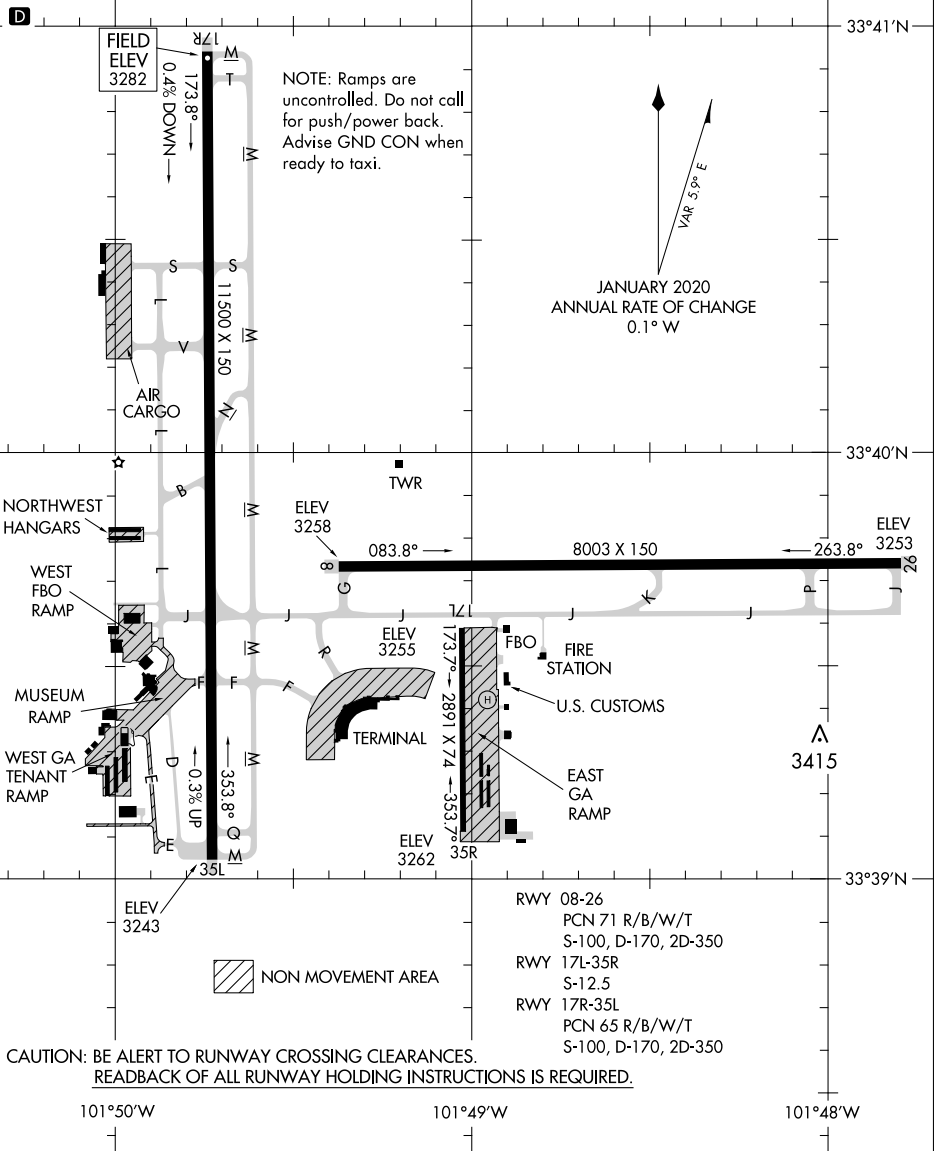 D
33°41'N
FIELD
ELEV
3282
17R
M
T
173.8°
0.4% DOWN
NOTE: Ramps are
uncontrolled. Do not call
for push/power back.
Advise GND CON when
ready to taxi.
M
VAR 5.9° E
JANUARY 2020
ANNUAL RATE OF CHANGE
0.1° W
S
S
L
11500 X 150
M
V
AIR
CARGO
N
L
33°40'N
TWR
B
M
NORTHWEST
HANGARS
ELEV
3258
ELEV
3253
083.8°
8003 X 150
263.8°
8
26
WEST
FBO
RAMP
L
G
K
P
J
J
J
17L
J
J
ELEV
3255
R
M
173.7°
FBO
FIRE
STATION
MUSEUM
RAMP
F
F
F
H
U.S. CUSTOMS
2891 X 74
TERMINAL
3415
WEST GA
TENANT
RAMP
E
D
0.3% UP
353.8°
M
353.7°
EAST
GA
RAMP
Q
E
M
35L
ELEV
3262
35R
33°39'N
ELEV
3243
RWY 08-26
PCN 71 R/B/W/T
S-100, D-170, 2D-350
RWY 17L-35R
S-12.5
RWY 17R-35L
PCN 65 R/B/W/T
S-100, D-170, 2D-350
NON MOVEMENT AREA
CAUTION: BE ALERT TO RUNWAY CROSSING CLEARANCES.
READBACK OF ALL RUNWAY HOLDING INSTRUCTIONS IS REQUIRED.
101°50'W
101°49'W
101°48'W